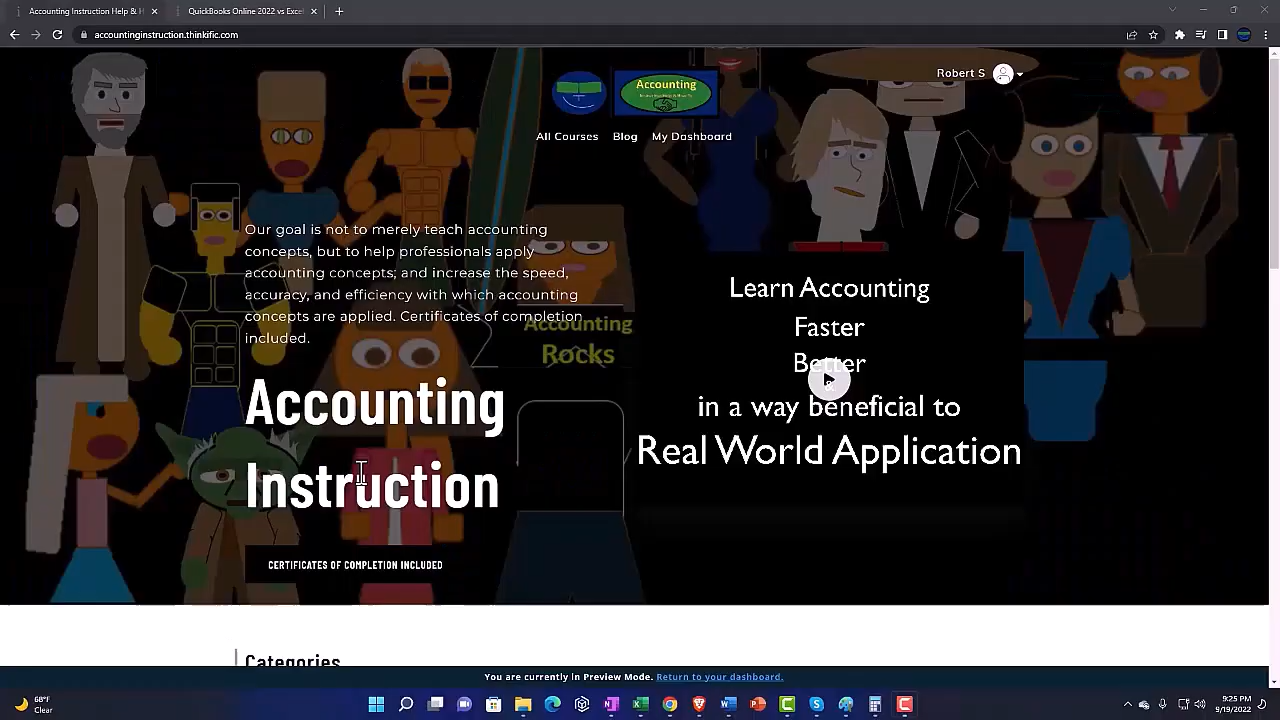 Accounting Instruction Help & H
QuickBooks Online 2022 vs Excel
accountinginstruction.thinkific.com
Accounting
Robert S
All Courses
Blog
My Dashboard
Our goal is not to merely teach accounting
concepts, but to help professionals apply
accounting concepts; and increase the speed,
accuracy, and efficiency with which accounting
concepts are applied. Certificates of completion
included.
Accounting
Rocks
Accounting
Instruction
CERTIFICATES OF COMPLETION INCLUDED
Learn Accounting
Faster
Better
&
in a way beneficial to
Real World Application
Categories
You are currently in Preview Mode. Return to your dashboard.
68°F
Clear
9:25 PM
9/19/2022